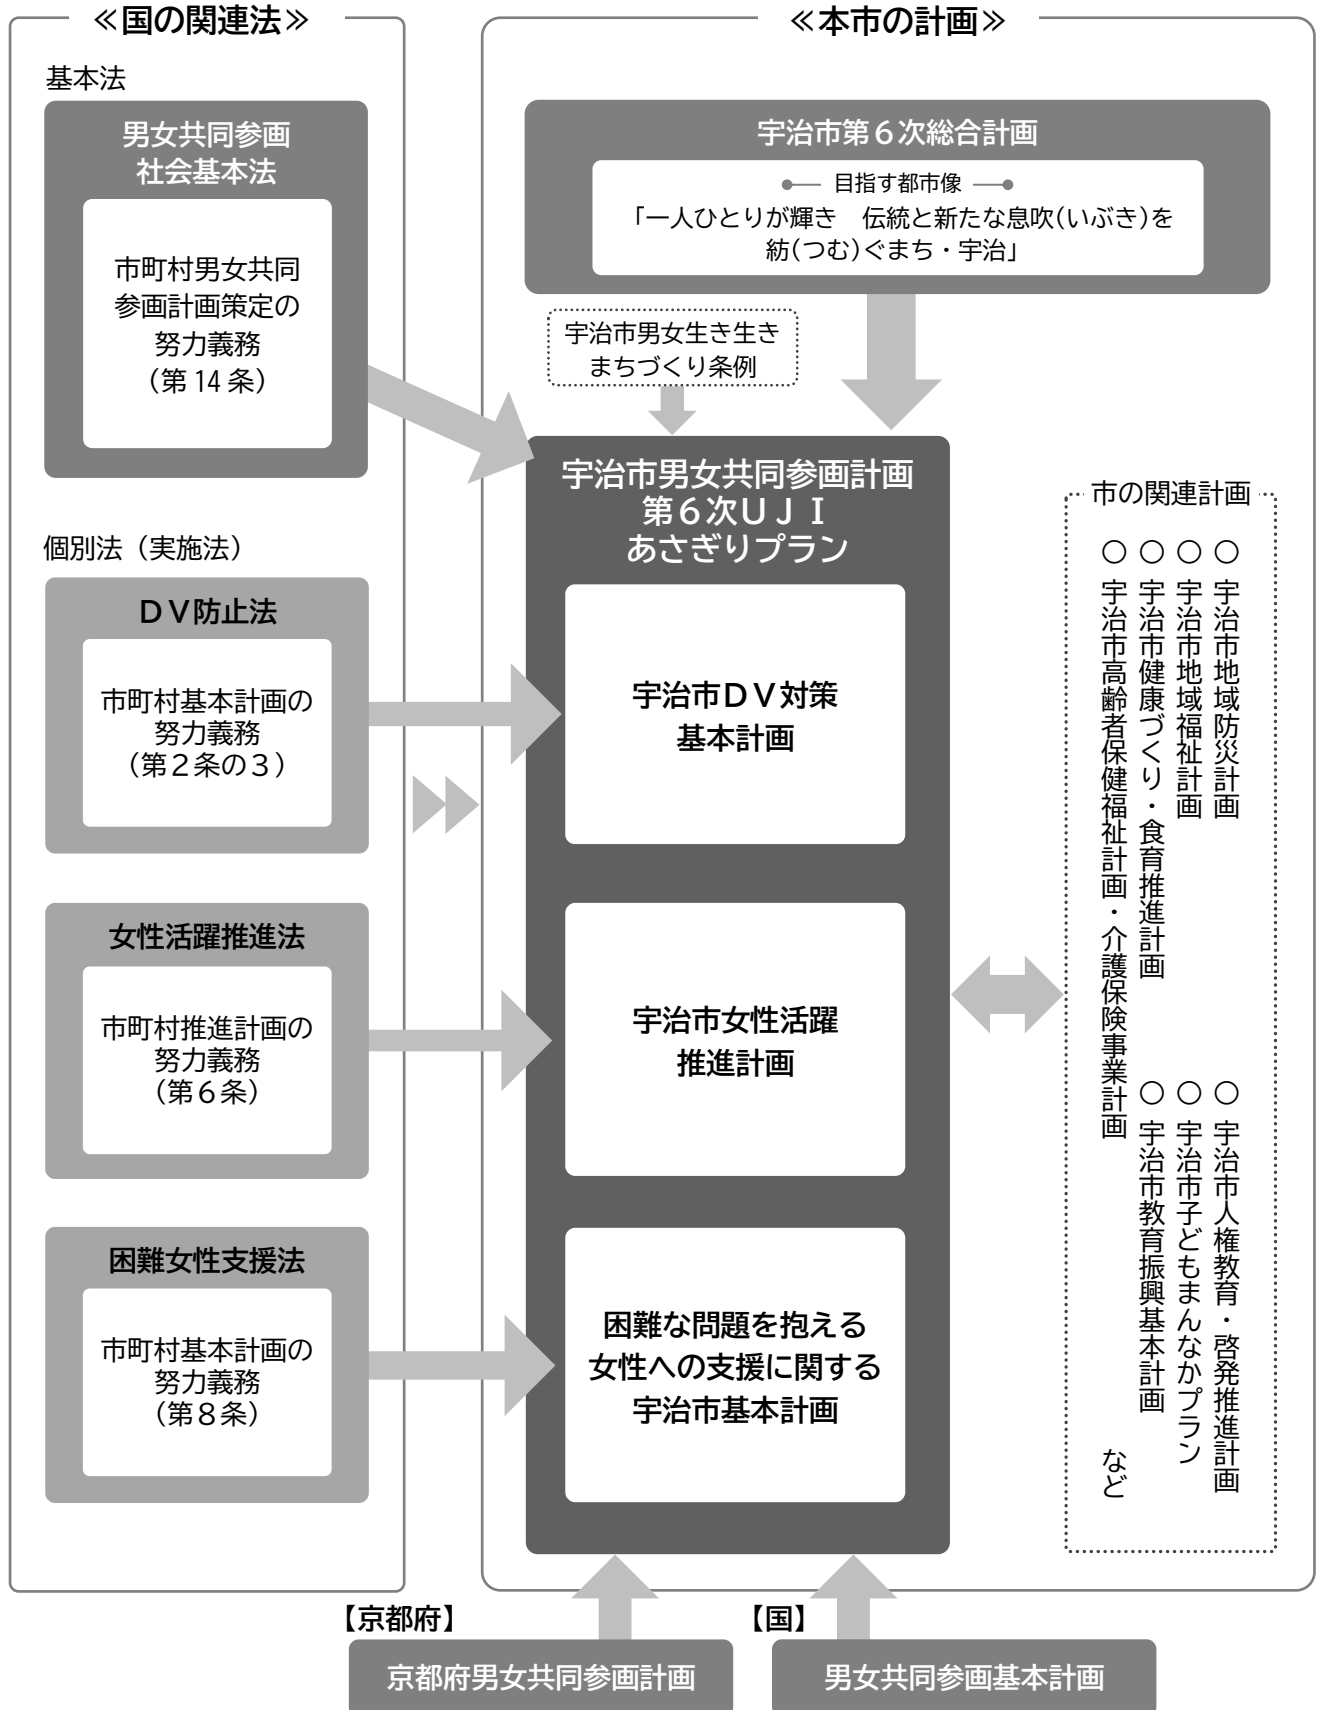 ≪国の関連法≫
基本法
男女共同参画
社会基本法
市町村男女共同
参画計画策定の
努力義務
（第14条）
個別法（実施法）
ＤＶ防止法
市町村基本計画の
努力義務
（第２条の３）
女性活躍推進法
市町村推進計画の
努力義務
（第６条）
困難女性支援法
市町村基本計画の
努力義務
（第８条）
≪本市の計画≫
宇治市第６次総合計画
目指す都市像
「一人ひとりが輝き　伝統と新たな息吹(いぶき)を
紡(つむ)ぐまち・宇治」
宇治市男女生き生き
まちづくり条例
宇治市男女共同参画計画
第６次ＵＪＩ
あさぎりプラン
宇治市ＤＶ対策
基本計画
宇治市女性活躍
推進計画
困難な問題を抱える
女性への支援に関する
宇治市基本計画
市の関連計画
○ 宇治市地域防災計画
○ 宇治市人権教育・啓発推進計画
○ 宇治市地域福祉計画
○ 宇治市子どもまんなかプラン
○ 宇治市健康づくり・食育推進計画
○ 宇治市教育振興基本計画
○ 宇治市高齢者保健福祉計画・介護保険事業計画
など
【京都府】
京都府男女共同参画計画
【国】
男女共同参画基本計画